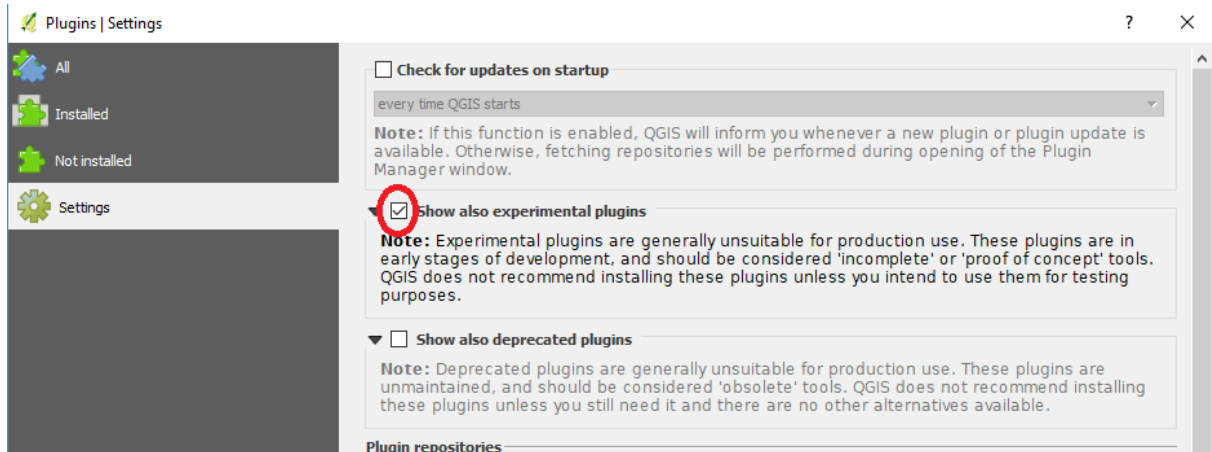 Plugins | Settings
?
All
Installed
Not installed
Settings
Check for updates on startup
every time QGIS starts
Note: If this function is enabled, QGIS will inform you whenever a new plugin or plugin update is
available. Otherwise, fetching repositories will be performed during opening of the Plugin
Manager window.
Show also experimental plugins
Note: Experimental plugins are generally unsuitable for production use. These plugins are in
early stages of development, and should be considered 'incomplete' or 'proof of concept' tools.
QGIS does not recommend installing these plugins unless you intend to use them for testing
purposes.
Show also deprecated plugins
Note: Deprecated plugins are generally unsuitable for production use. These plugins are
unmaintained, and should be considered 'obsolete' tools. QGIS does not recommend installing
these plugins unless you still need it and there are no other alternatives available.
Plugin repositories